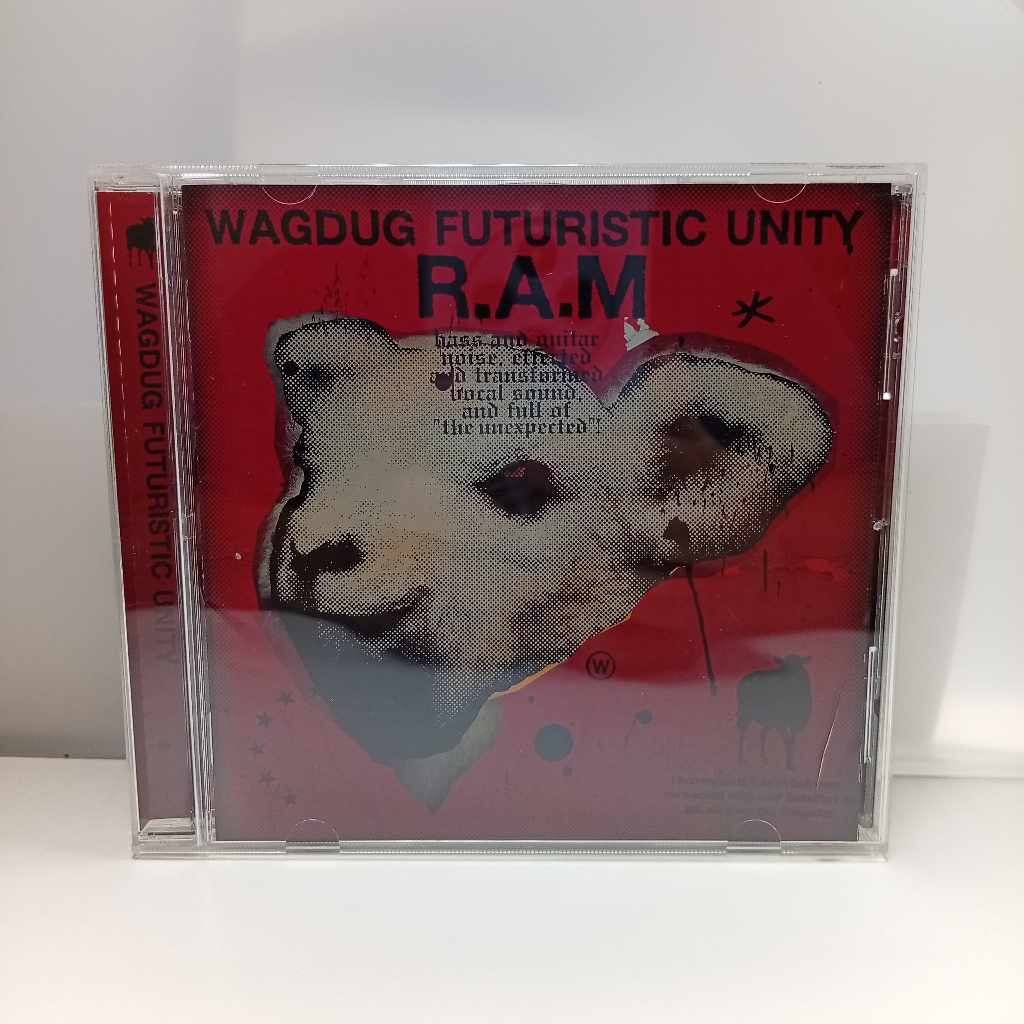 WAGDUG FUTURISTIC UNITY
R.A.M
bass and guitar
noise, effected
and transformed
vocal sound,
and full of
"the unexpected"!
W
WAGDUG FUTURISTIC UNITY